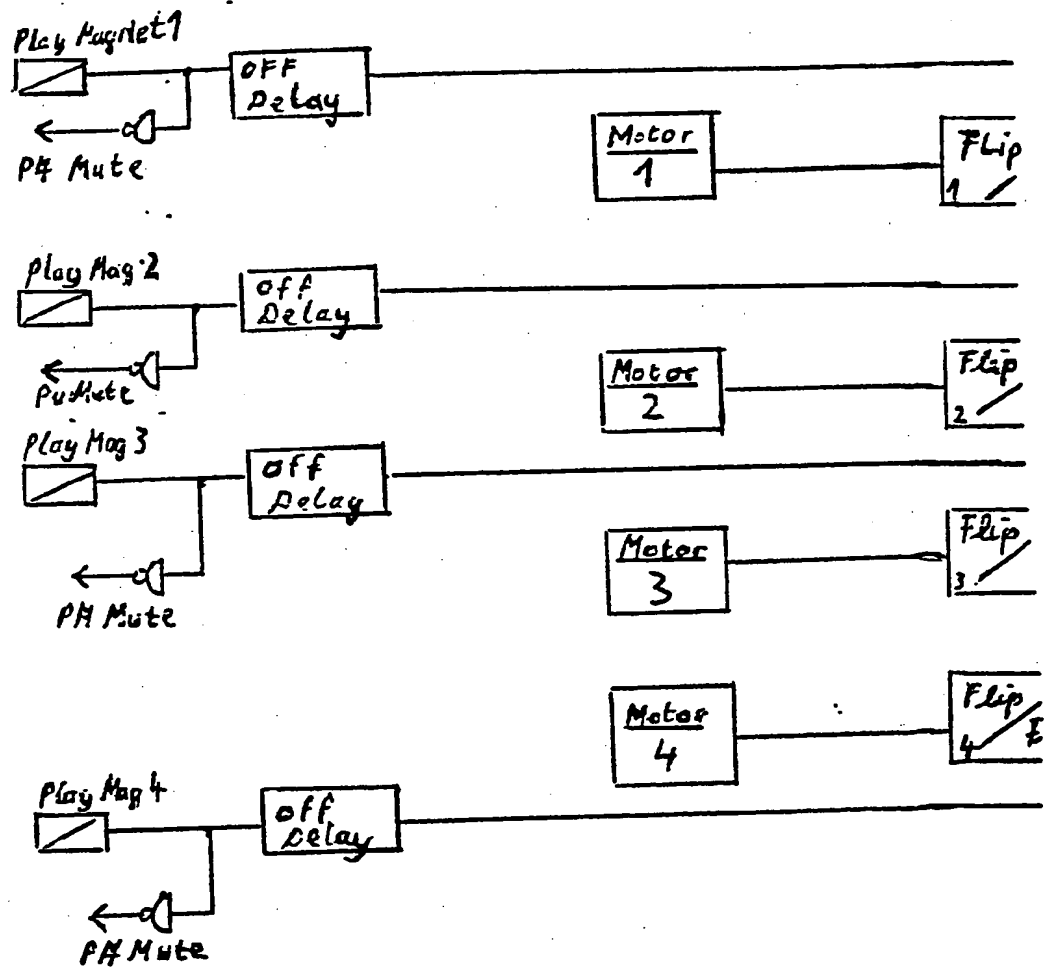 Play Magnet 1
OFF
Delay
PA Mute
Motor
1
Flip
1
Play Mag 2
Off
Delay
PA Mute
Motor
2
Flip
2
Play Mag 3
Off
Delay
PA Mute
Motor
3
Flip
3
Motor
4
Flip
4
Play Mag 4
Off
Delay
PA Mute